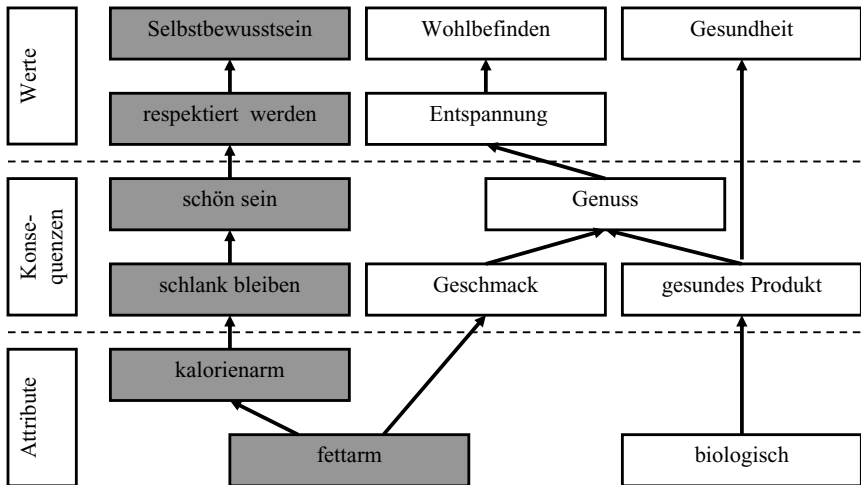 Werte
Selbstbewusstsein
Wohlbefinden
Gesundheit
respektiert werden
Entspannung
Konse-
quenzen
schön sein
Genuss
schlank bleiben
Geschmack
gesundes Produkt
Attribute
kalorienarm
fettarm
biologisch